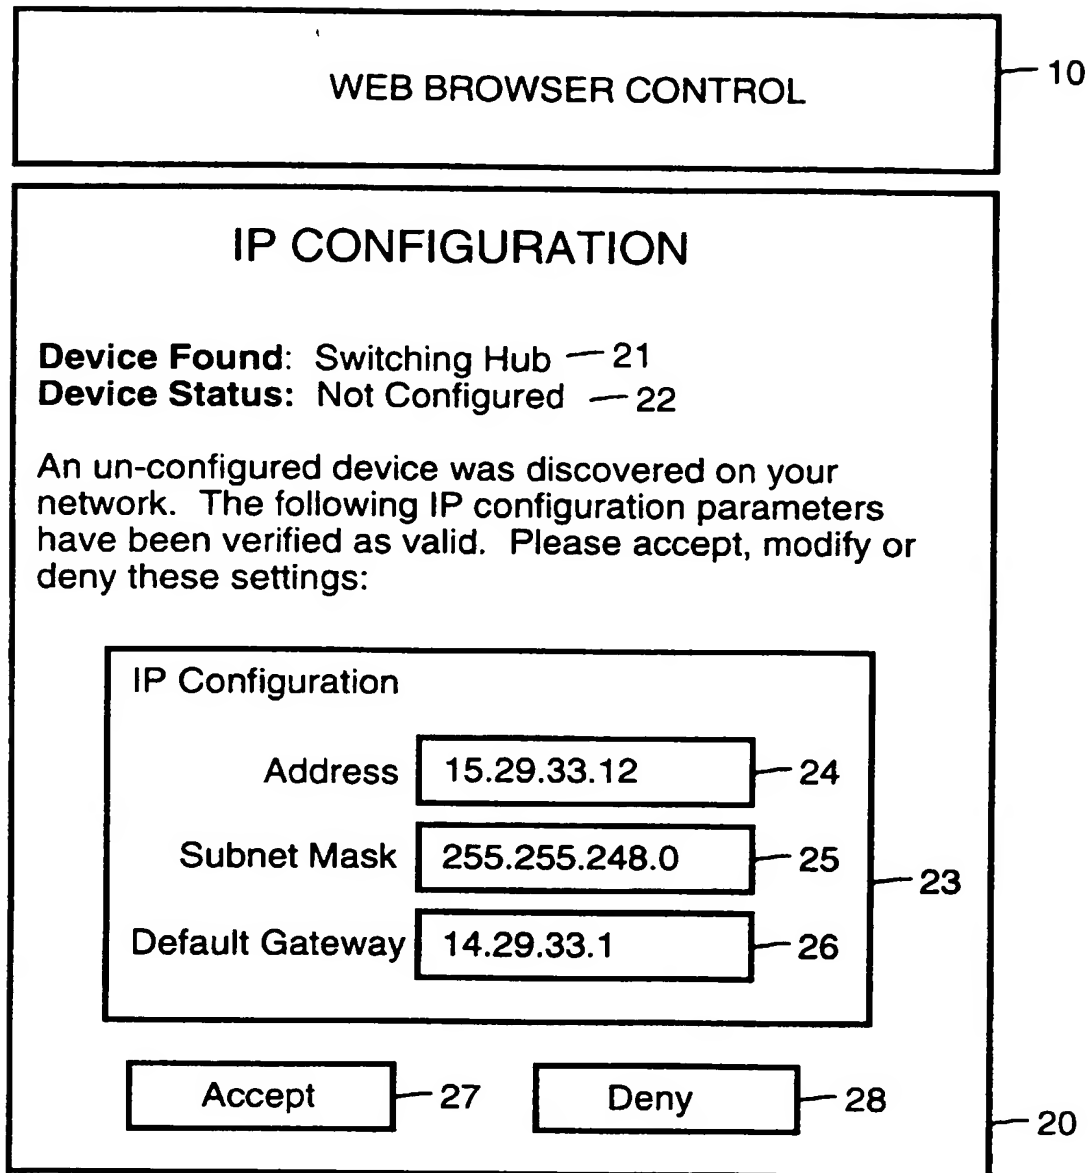 WEB BROWSER CONTROL
10
IP CONFIGURATION
Device Found: Switching Hub 21
Device Status: Not Configured 22
An un-configured device was discovered on your
network. The following IP configuration parameters
have been verified as valid. Please accept, modify or
deny these settings:
IP Configuration
Address 15.29.33.12 24
Subnet Mask 255.255.248.0 25
23
Default Gateway 14.29.33.1 26
Accept 27 Deny 28
20